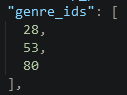 "genre_ids": [
28,
53,
80
],